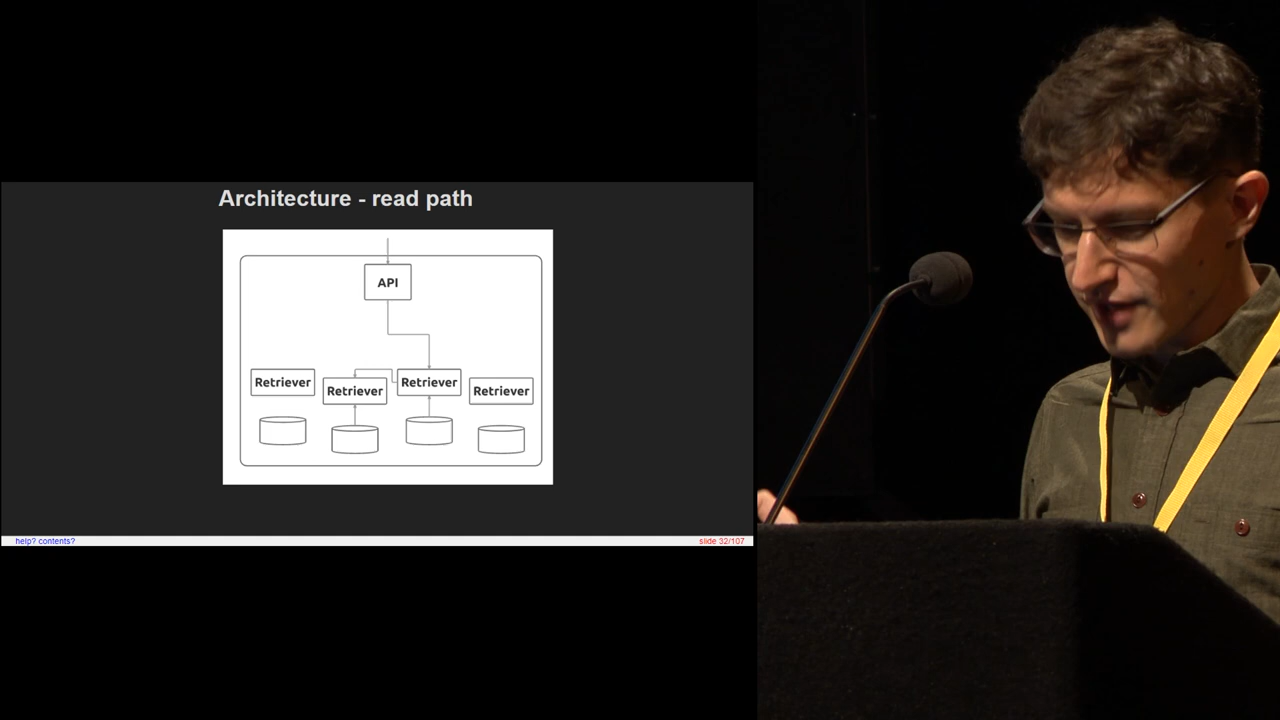 Architecture - read path
API
Retriever
Retriever
Retriever
Retriever
help? contents?
slide 32/107